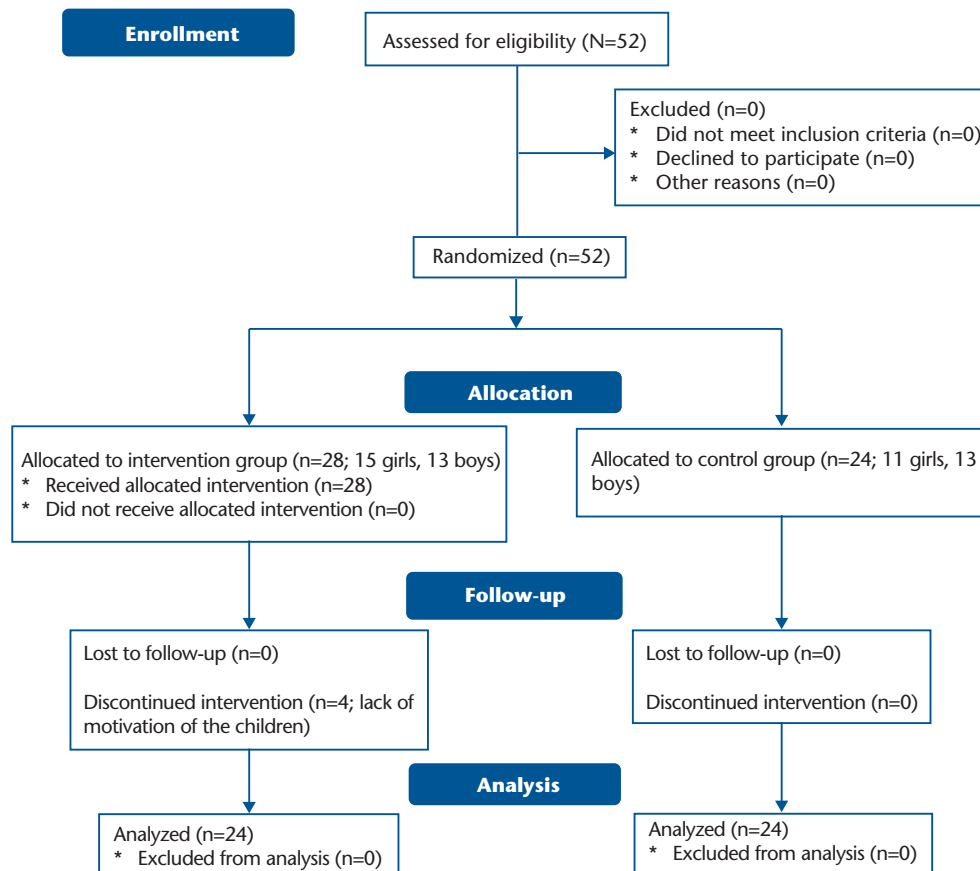 Enrollment
Assessed for eligibility (N=52)
Excluded (n=0)
* Did not meet inclusion criteria (n=0)
* Declined to participate (n=0)
* Other reasons (n=0)
Randomized (n=52)
Allocation
Allocated to intervention group (n=28; 15 girls, 13 boys)
* Received allocated intervention (n=28)
* Did not receive allocated intervention (n=0)
Allocated to control group (n=24; 11 girls, 13
boys)
Follow-up
Lost to follow-up (n=0)
Discontinued intervention (n=4; lack of
motivation of the children)
Lost to follow-up (n=0)
Discontinued intervention (n=0)
Analysis
Analyzed (n=24)
* Excluded from analysis (n=0)
Analyzed (n=24)
* Excluded from analysis (n=0)